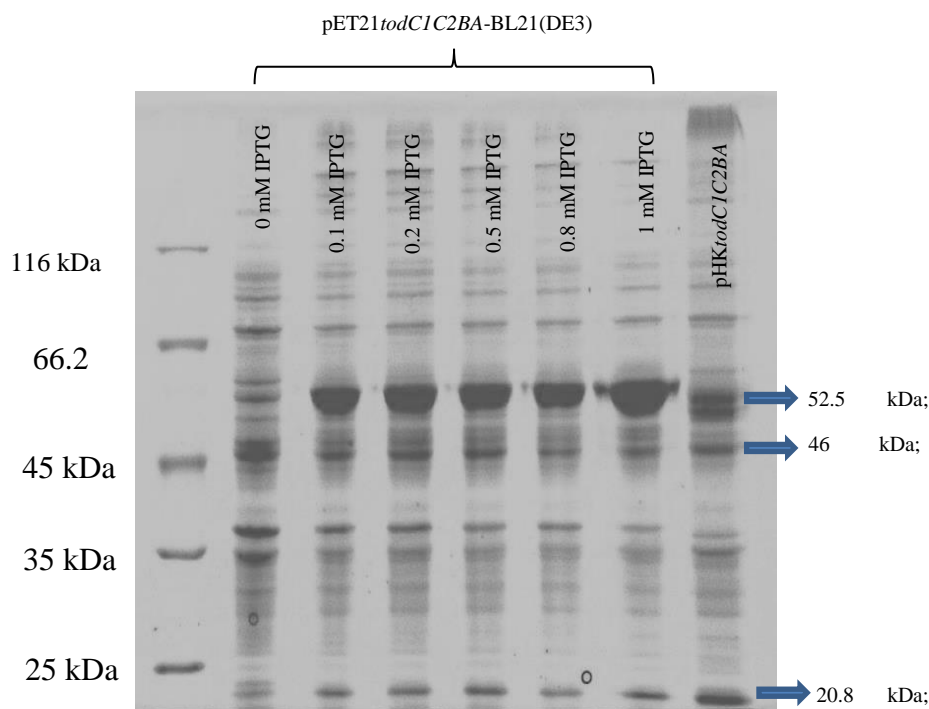 pET21todC1C2BA-BL21(DE3)
0 mM IPTG
0.1 mM IPTG
0.2 mM IPTG
0.5 mM IPTG
0.8 mM IPTG
1 mM IPTG
pHKtodC1C2BA
116 kDa
66.2
45 kDa
35 kDa
25 kDa
52.5 kDa;
46 kDa;
20.8 kDa;